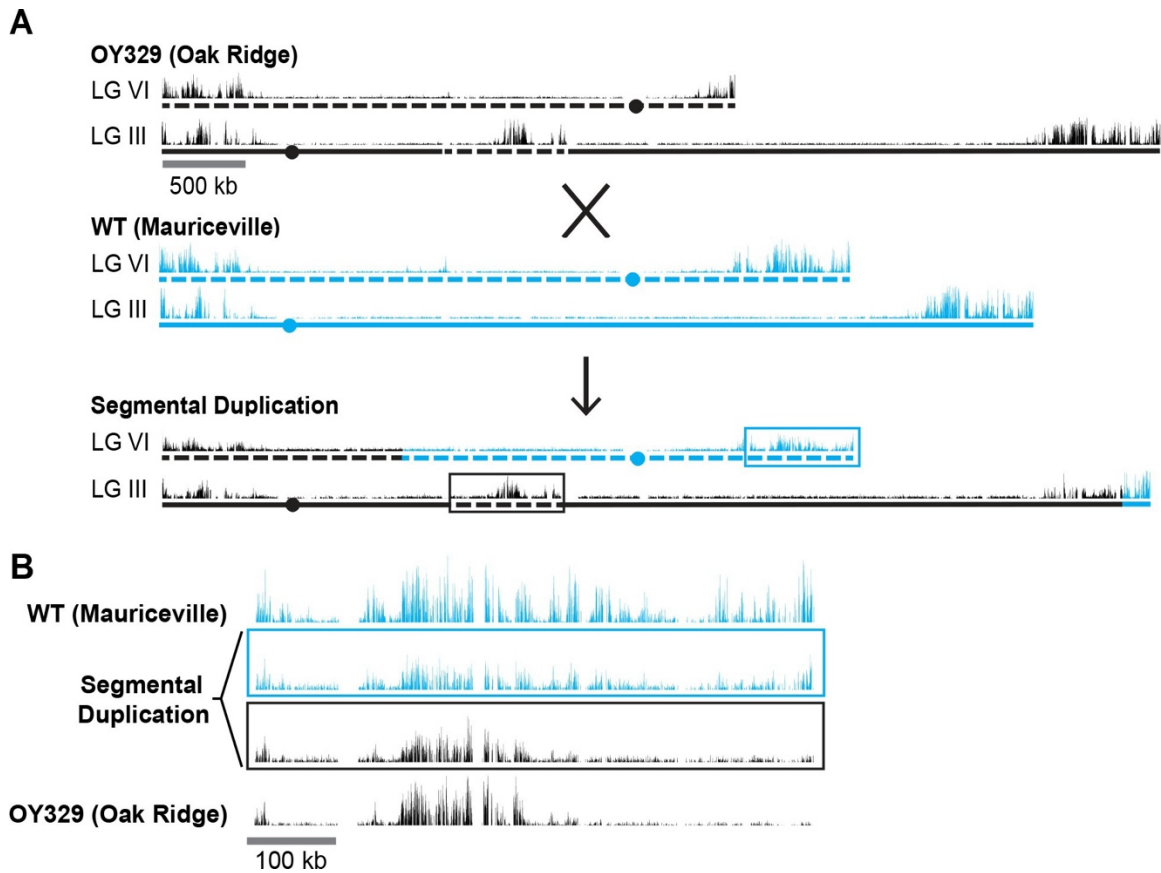 A
OY329 (Oak Ridge)
LG VI
LG III
500 kb
WT (Mauriceville)
LG VI
LG III
Segmental Duplication
LG VI
LG III
B
WT (Mauriceville)
Segmental
Duplication
OY329 (Oak Ridge)
100 kb